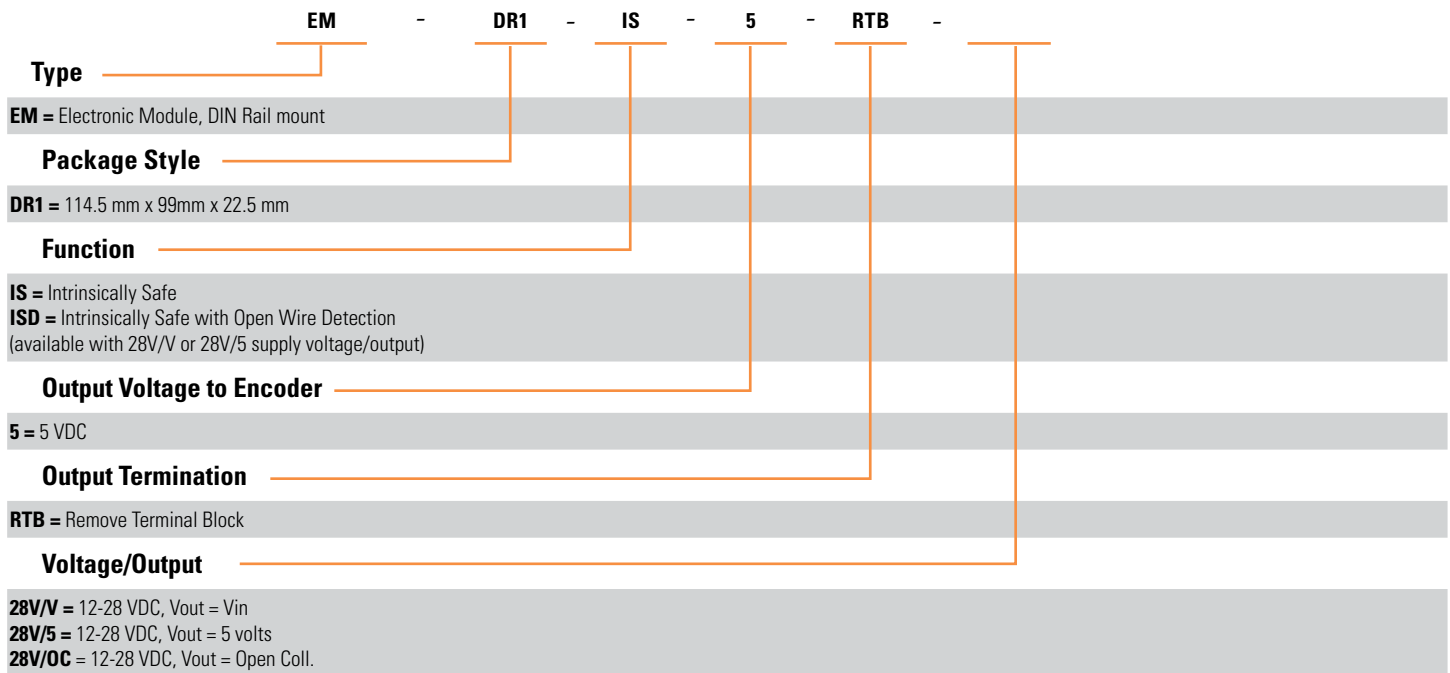 EM - DR1 - IS - 5 - RTB -
Type
EM = Electronic Module, DIN Rail mount
Package Style
DR1 = 114.5 mm x 99mm x 22.5 mm
Function
IS = Intrinsically Safe
ISD = Intrinsically Safe with Open Wire Detection
(available with 28V/V or 28V/5 supply voltage/output)
Output Voltage to Encoder
5 = 5 VDC
Output Termination
RTB = Remove Terminal Block
Voltage/Output
28V/V = 12-28 VDC, Vout = Vin
28V/5 = 12-28 VDC, Vout = 5 volts
28V/OC = 12-28 VDC, Vout = Open Coll.